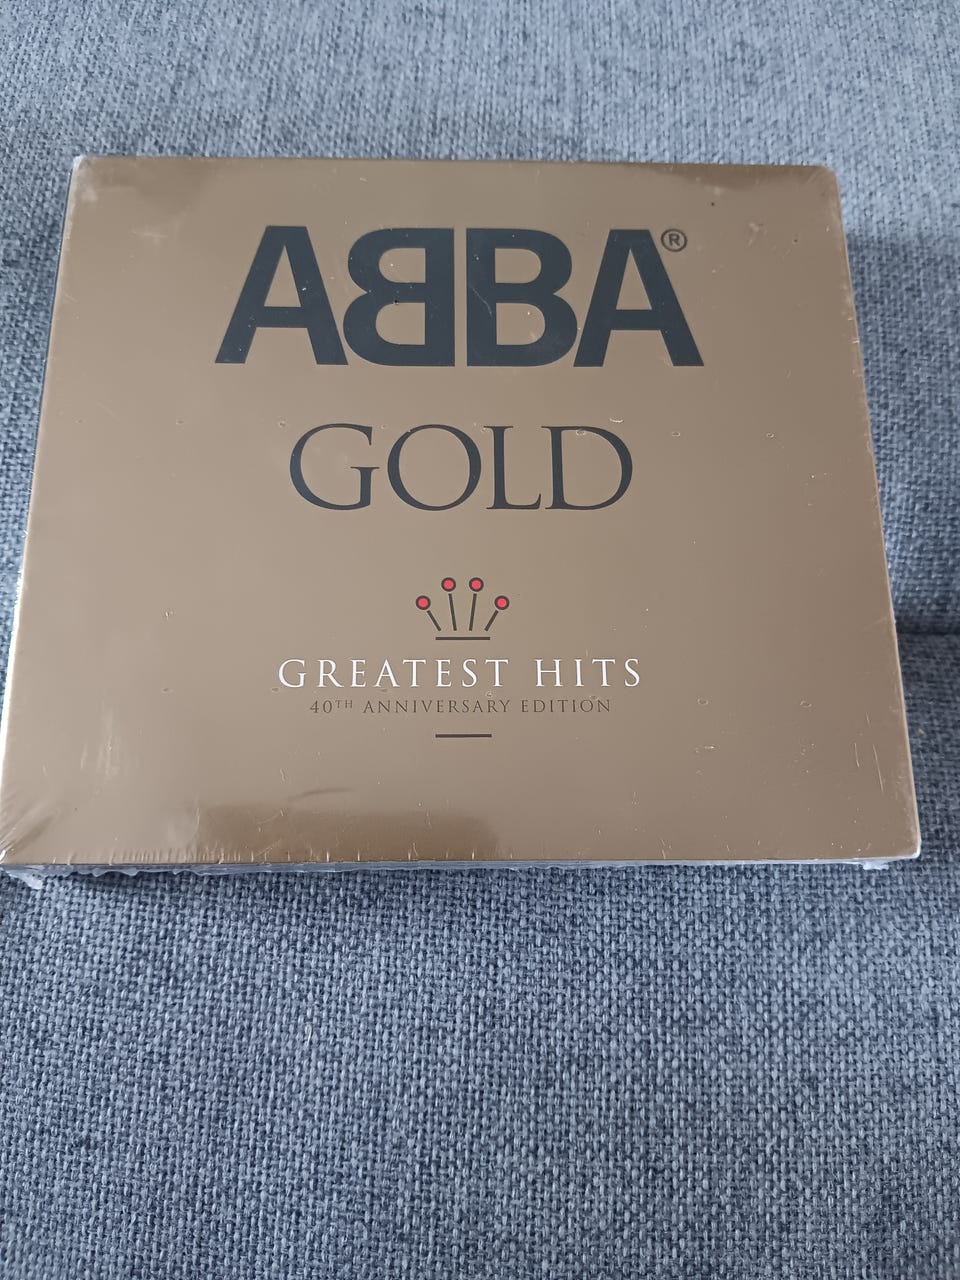 ABBA®
GOLD
GREATEST HITS
40TH ANNIVERSARY EDITION